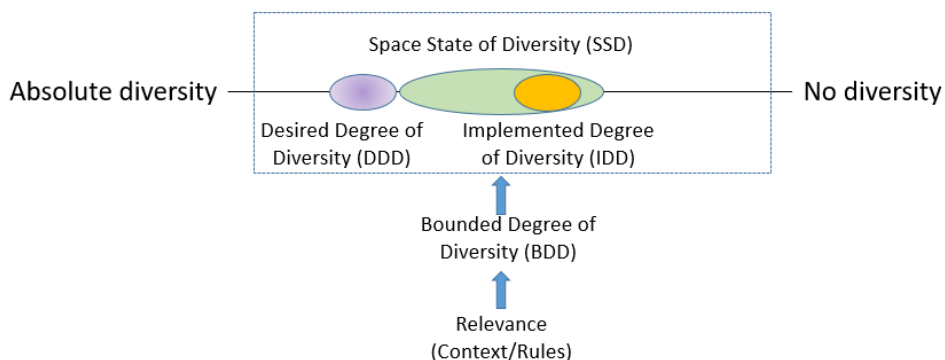 Space State of Diversity (SSD)
Absolute diversity
No diversity
Desired Degree of
Diversity (DDD)
Implemented Degree
of Diversity (IDD)
Bounded Degree of
Diversity (BDD)
Relevance
(Context/Rules)